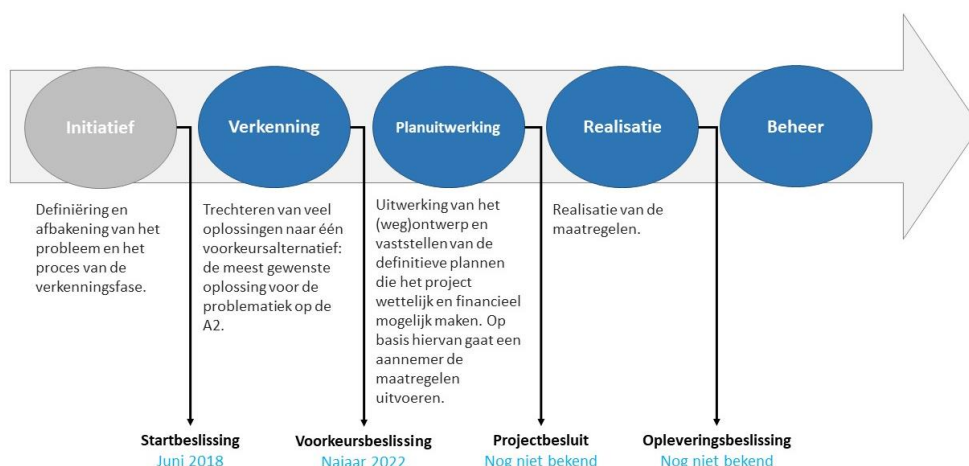 Initiatief
Verkenning
Planuitwerking
Realisatie
Beheer
Definiëring en
afbakening van het
probleem en het
proces van de
verkenningsfase.
Trechteren van veel
oplossingen naar één
voorkeursalternatief:
de meest gewenste
oplossing voor de
problematiek op de
A2.
Uitwerking van het
(weg)ontwerp en
vaststellen van de
definitieve plannen
die het project
wettelijk en financieel
mogelijk maken. Op
basis hiervan gaat een
aannemer de
maatregelen
uitvoeren.
Realisatie van de
maatregelen.
Startbeslissing
Juni 2018
Voorkeursbeslissing
Najaar 2022
Projectbesluit
Nog niet bekend
Opleveringsbeslissing
Nog niet bekend